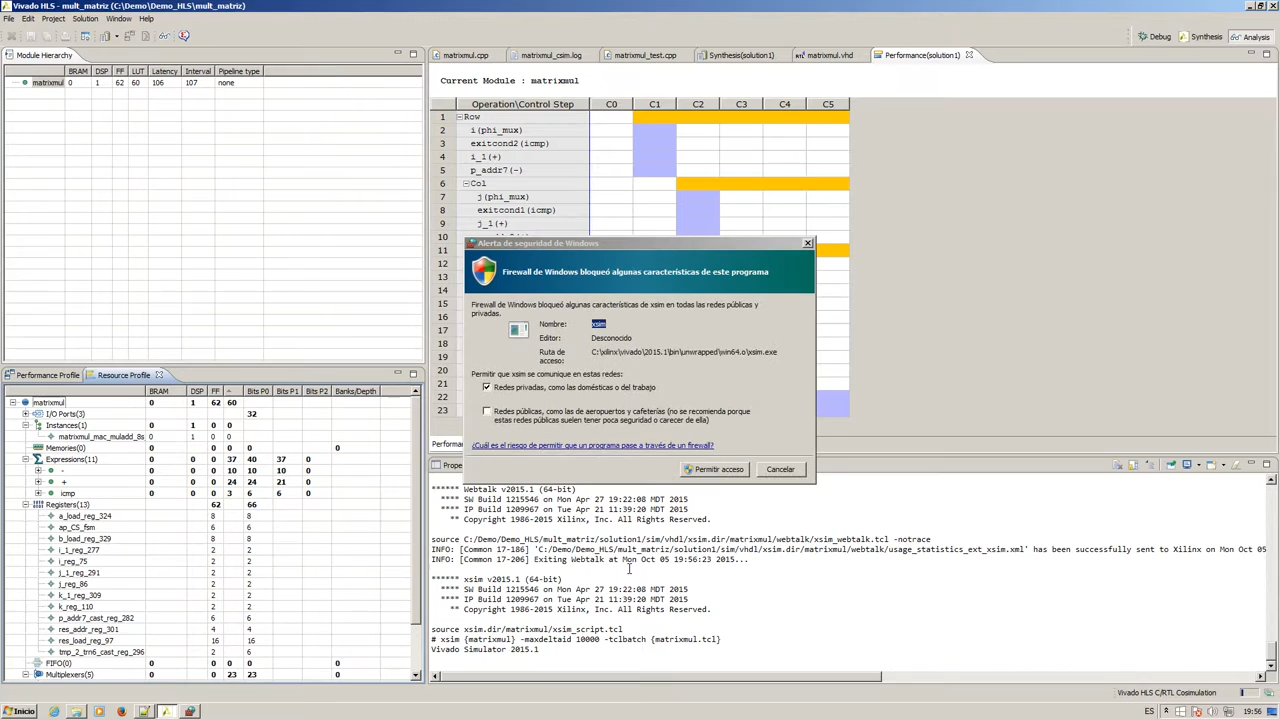 Vivado HLS - mult_matriz (C:\Demo\Demo_HLS\mult_matriz)
File Edit Project Solution Window Help
Debug Synthesis Analysis
Module Hierarchy
BRAM DSP FF LUT Latency Interval Pipeline type
matrixmul 0 1 62 60 106 107 none
matrixmul.cpp matrixmul_csim.log matrixmul_test.cpp Synthesis(solution1) matrixmul.vhd Performance(solution1)
Current Module : matrixmul
Operation\Control Step C0 C1 C2 C3 C4 C5
1 Row
2 i(phi_mux)
3 exitcond2(icmp)
4 i_1(+)
5 p_addr7(-)
6 Col
7 j(phi_mux)
8 exitcond1(icmp)
9 j_1(+)
10
11
12
13
14
15
16
17
18
19
20
21
22
23
Alerta de seguridad de Windows
Firewall de Windows bloqueó algunas características de este programa
Firewall de Windows bloqueó algunas características de xsim en todas las redes públicas y
privadas.
Nombre: xsim
Editor: Desconocido
Ruta de acceso: C:\xilinx\vivado\2015.1\bin\unwrapped\win64.o\xsim.exe
Permitir que xsim se comunique en estas redes:
Redes privadas, como las domésticas o del trabajo
Redes públicas, como las de aeropuertos y cafeterías (no se recomienda porque
estas redes públicas suelen tener poca seguridad o carecer de ella)
¿Cuál es el riesgo de permitir que un programa pase a través de un firewall?
Permitir acceso Cancelar
Performance Profile Resource Profile
BRAM DSP FF Bits P0 Bits P1 Bits P2 Banks/Depth
matrixmul 0 1 62 60
I/O Ports(3) 32
Instances(1) 0 1 0 0
matrixmul_mac_muladd_8s 0 1 0 0
Memories(0) 0 0 0 0
Expressions(11) 0 0 37 40 37 0
- 0 0 10 10 10 0
+ 0 0 24 24 21 0
icmp 0 0 3 6 6 0
Registers(13) 62 66
a_load_reg_324 8 8
ap_CS_fsm 6 6
b_load_reg_329 8 8
i_1_reg_277 2 2
i_reg_75 2 2
j_1_reg_291 2 2
j_reg_86 2 2
k_1_reg_309 2 2
k_reg_110 2 2
p_addr7_cast_reg_282 6 6
res_addr_reg_301 4 4
res_load_reg_97 16 16
tmp_2_trn6_cast_reg_296 2 6
FIFO(0) 0 0 0 0
Multiplexers(5) 0 0 23 23 0
****** Webtalk v2015.1 (64-bit)
**** SW Build 1215546 on Mon Apr 27 19:22:08 MDT 2015
**** IP Build 1209967 on Tue Apr 21 11:39:20 MDT 2015
** Copyright 1986-2015 Xilinx, Inc. All Rights Reserved.
source C:/Demo/Demo_HLS/mult_matriz/solution1/sim/vhdl/xsim.dir/matrixmul/webtalk/xsim_webtalk.tcl -notrace
INFO: [Common 17-186] 'C:/Demo/Demo_HLS/mult_matriz/solution1/sim/vhdl/xsim.dir/matrixmul/webtalk/usage_statistics_ext_xsim.xml' has been successfully sent to Xilinx on Mon Oct 05
INFO: [Common 17-206] Exiting Webtalk at Mon Oct 05 19:56:23 2015...
****** xsim v2015.1 (64-bit)
**** SW Build 1215546 on Mon Apr 27 19:22:08 MDT 2015
**** IP Build 1209967 on Tue Apr 21 11:39:20 MDT 2015
** Copyright 1986-2015 Xilinx, Inc. All Rights Reserved.
source xsim.dir/matrixmul/xsim_script.tcl
# xsim {matrixmul} -maxdeltaid 10000 -tclbatch {matrixmul.tcl}
Vivado Simulator 2015.1
Vivado HLS C/RTL Cosimulation
Inicio ES 19:56